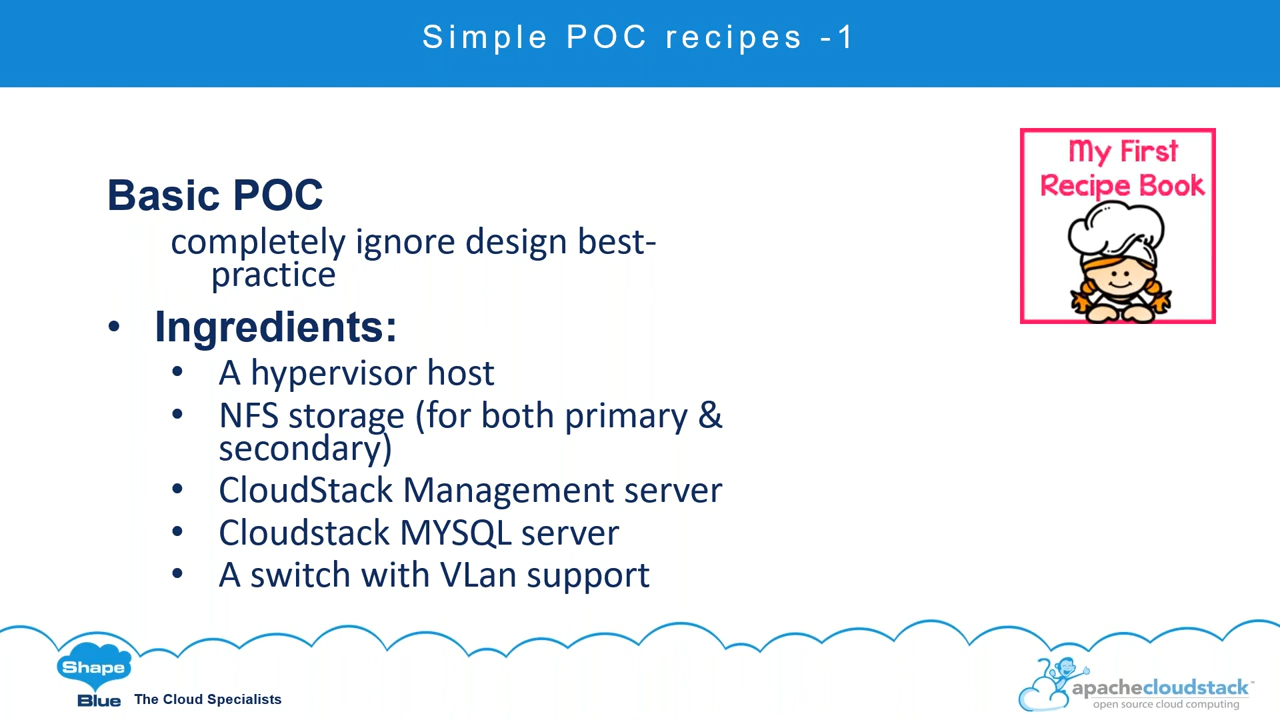 Simple POC recipes -1
My First
Recipe Book
Basic POC
completely ignore design best-
practice
• Ingredients:
• A hypervisor host
• NFS storage (for both primary &
secondary)
• CloudStack Management server
• Cloudstack MYSQL server
• A switch with VLan support
Shape
Blue The Cloud Specialists
apachecloudstack™
open source cloud computing